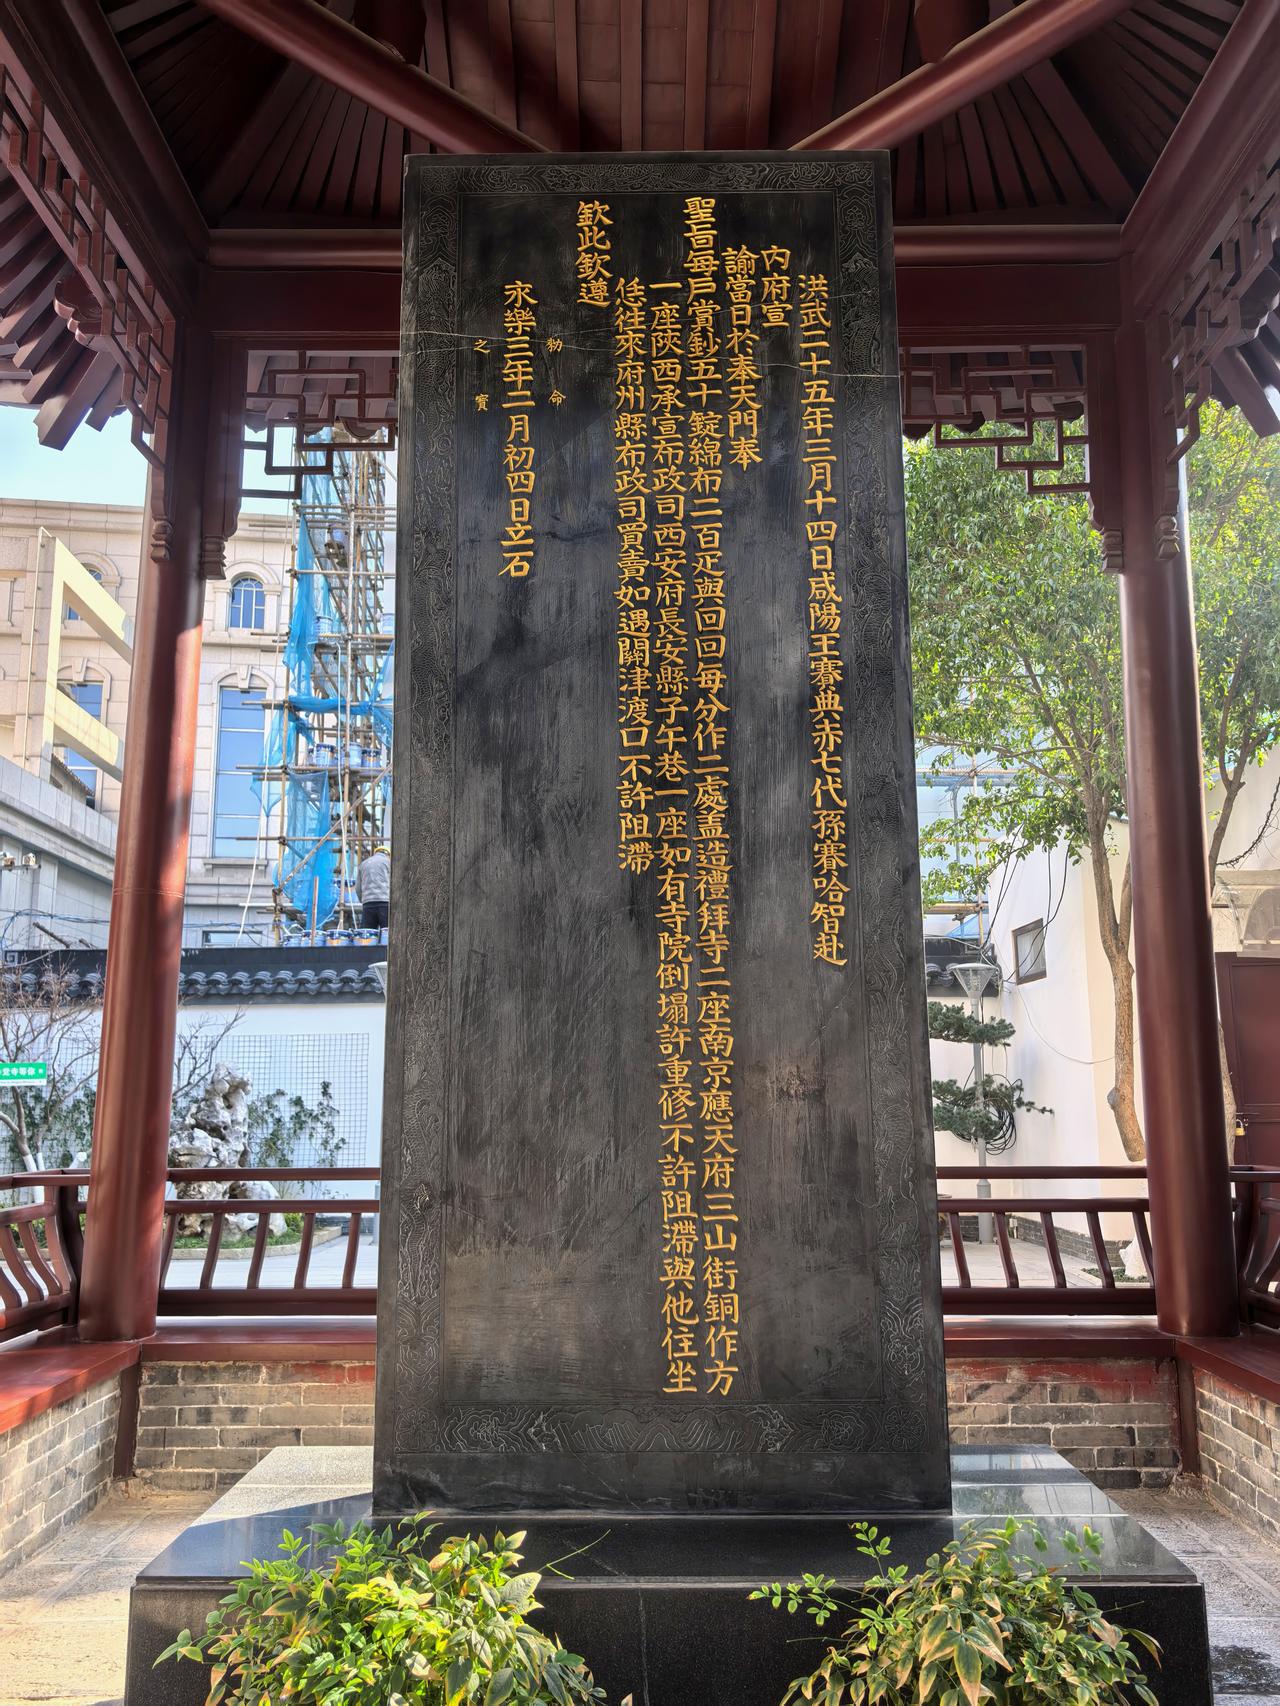 洪武二十五年三月十四日咸陽王賽典赤七代孫賽哈智赴
內府宣
諭當日於奉天門奉
聖旨每戶賞鈔五十錠綿布二百疋與回回每分作二處盖造禮拜寺二座南京應天府三山街銅作方
一座陝西承宣布政司西安府長安縣子午巷一座如有寺院倒塌許重修不許阻滯與他住坐
恁往來府州縣布政司買賣如遇關津渡口不許阻滯
欽此欽遵
勑命
永樂三年二月初四日立石
之寶